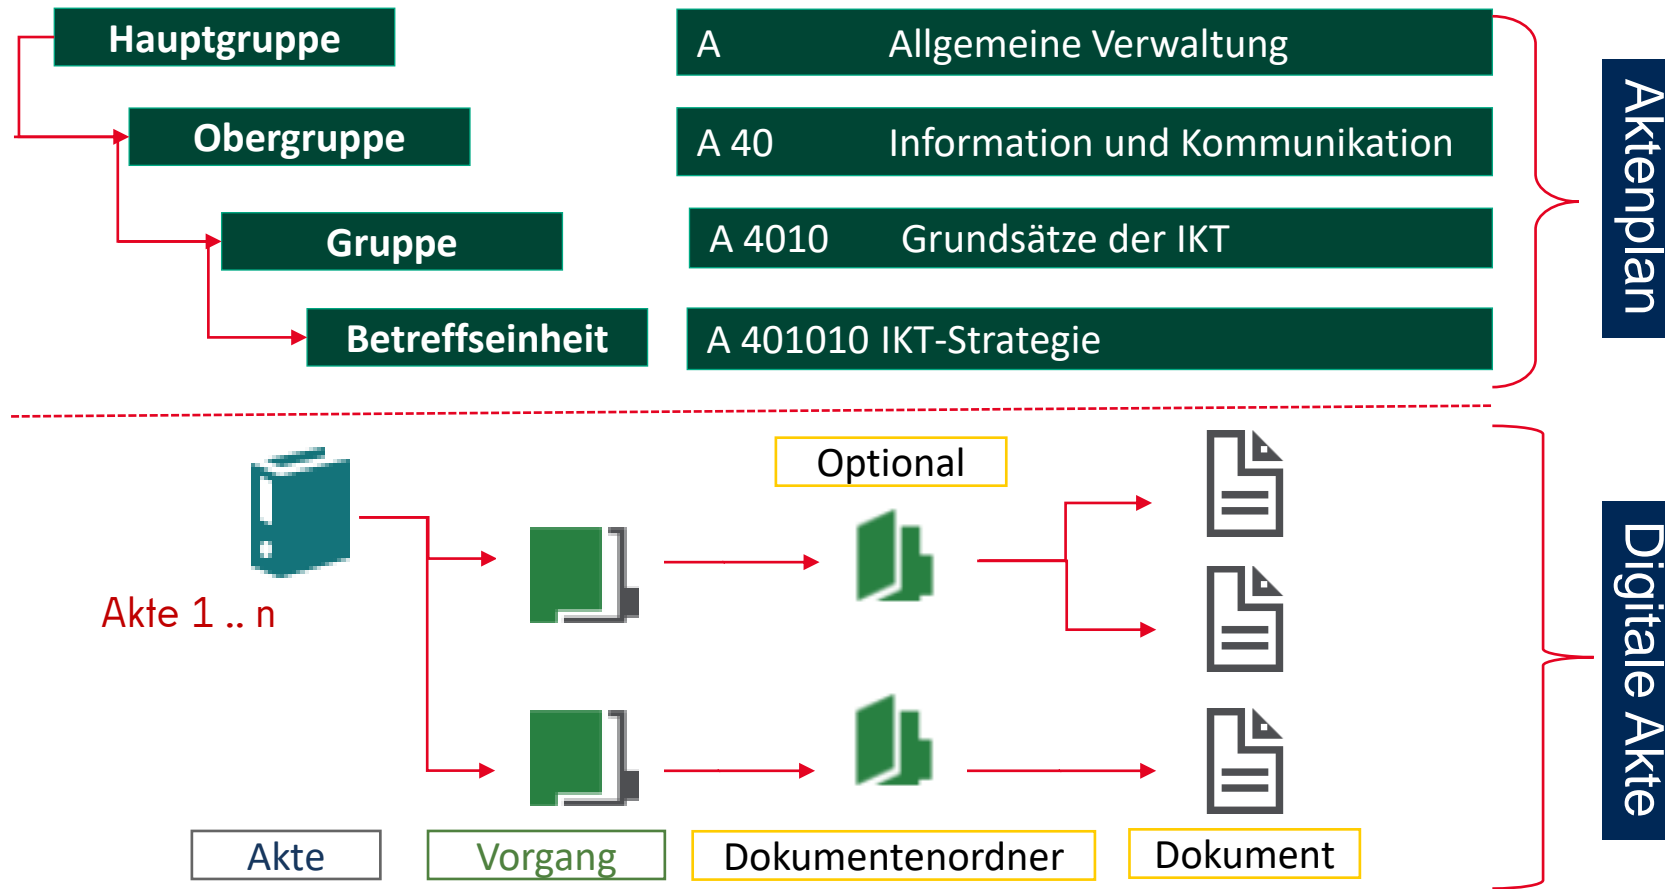 Hauptgruppe
A Allgemeine Verwaltung
Obergruppe
A 40 Information und Kommunikation
Gruppe
A 4010 Grundsätze der IKT
Betreffseinheit
A 401010 IKT-Strategie
Aktenplan
Optional
Akte 1 .. n
Akte
Vorgang
Dokumentenordner
Dokument
Digitale Akte